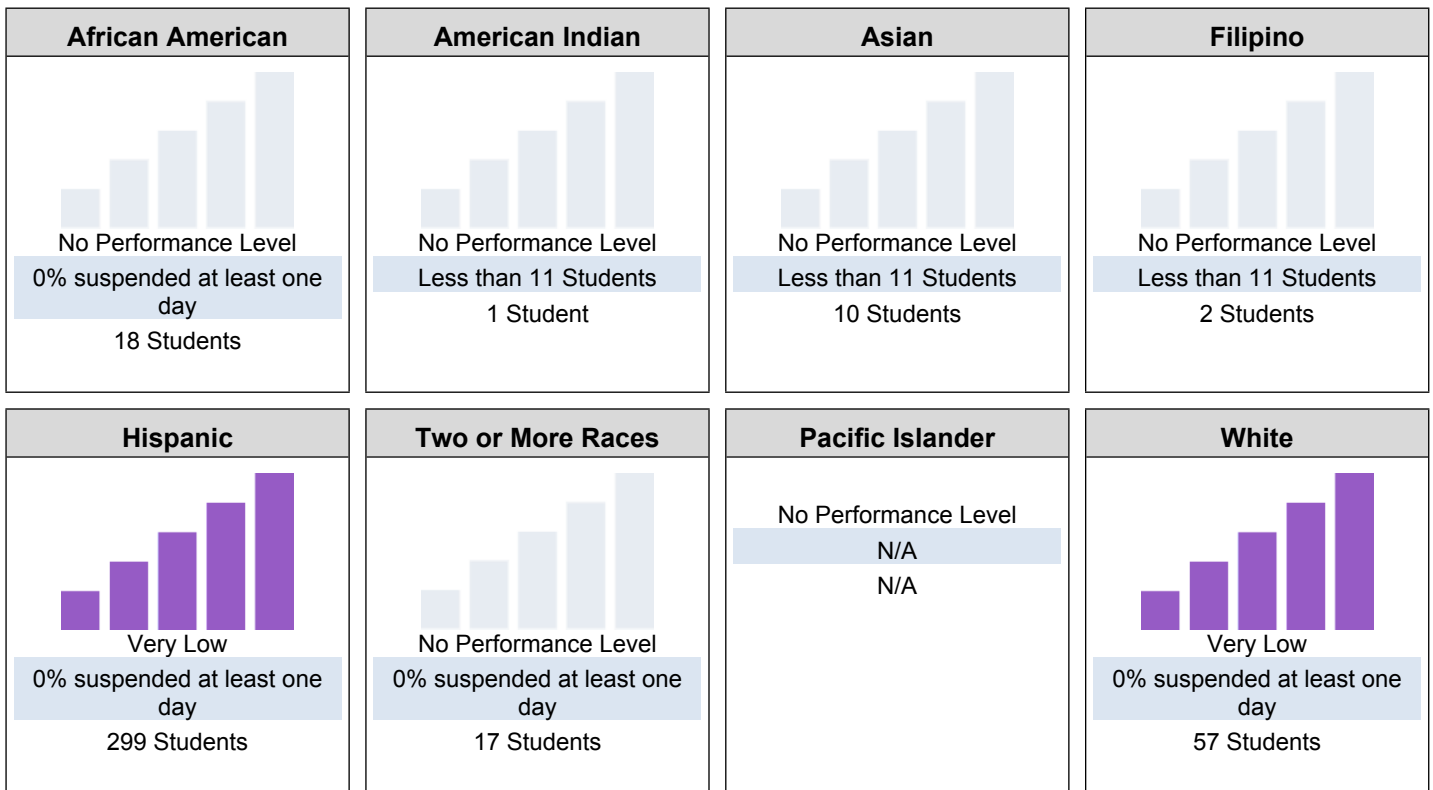 African American
No Performance Level
0% suspended at least one
day
18 Students
American Indian
No Performance Level
Less than 11 Students
1 Student
Asian
No Performance Level
Less than 11 Students
10 Students
Filipino
No Performance Level
Less than 11 Students
2 Students
Hispanic
Very Low
0% suspended at least one
day
299 Students
Two or More Races
No Performance Level
0% suspended at least one
day
17 Students
Pacific Islander
No Performance Level
N/A
N/A
White
Very Low
0% suspended at least one
day
57 Students